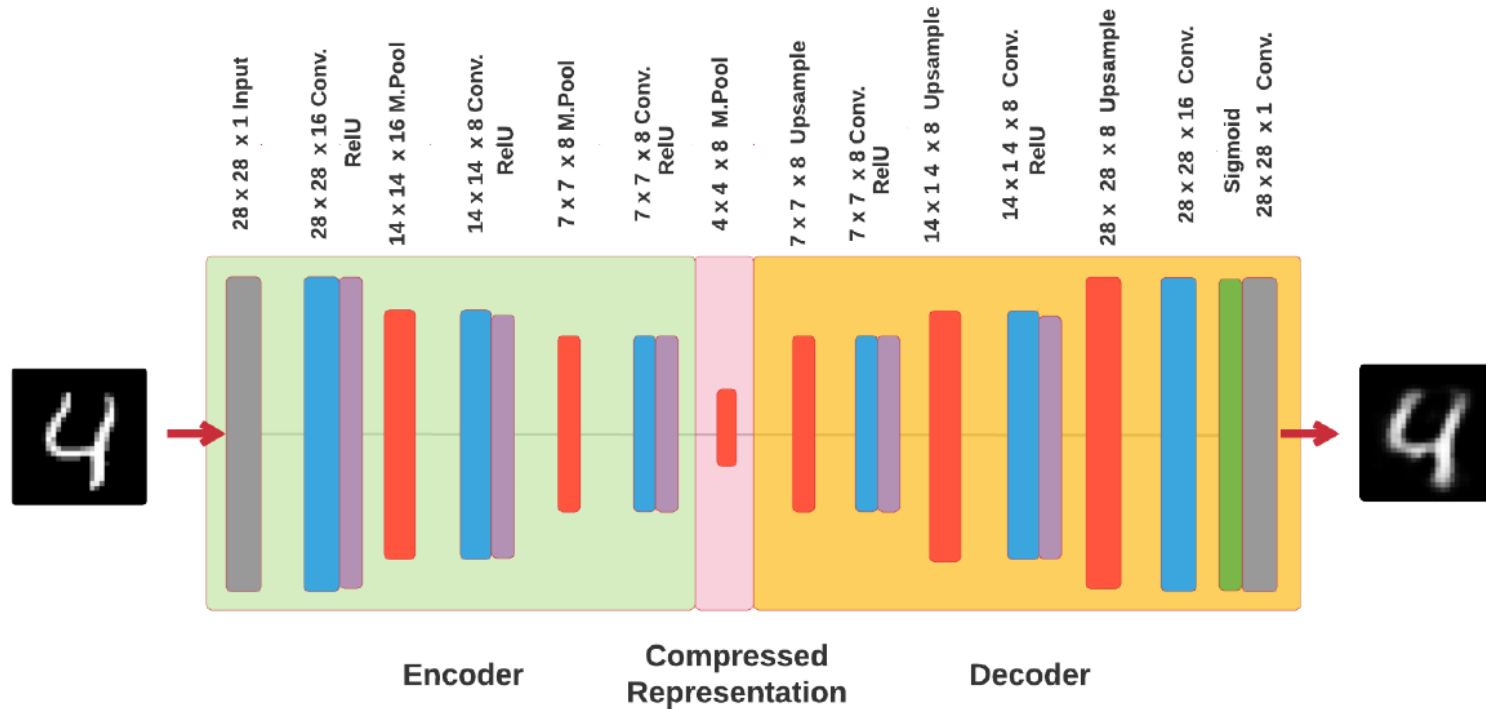 28 x 28 x 1 Input
28 x 28 x 16 Conv.
RelU
14 x 14 x 16 M.Pool
14 x 14 x 8 Conv.
RelU
7 x 7 x 8 M.Pool
7 x 7 x 8 Conv.
RelU
4 x 4 x 8 M.Pool
7 x 7 x 8 Upsample
7 x 7 x 8 Conv.
RelU
14 x 1 4 x 8 Upsample
14 x 1 4 x 8 Conv.
RelU
28 x 28 x 8 Upsample
28 x 28 x 16 Conv.
Sigmoid
28 x 28 x 1 Conv.
4
4
Encoder
Compressed
Representation
Decoder